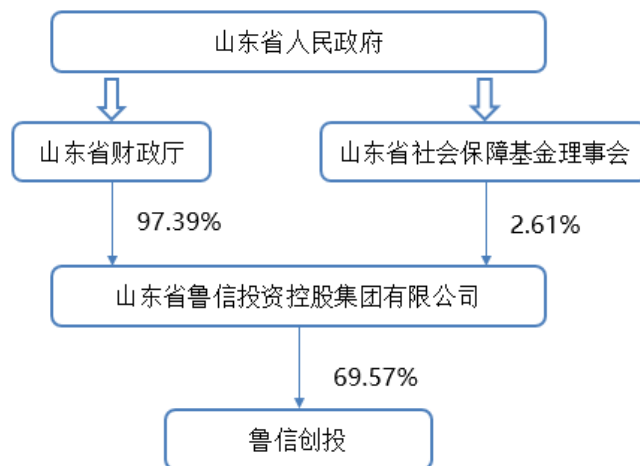 山东省人民政府
山东省财政厅
山东省社会保障基金理事会
97.39%
2.61%
山东省鲁信投资控股集团有限公司
69.57%
鲁信创投